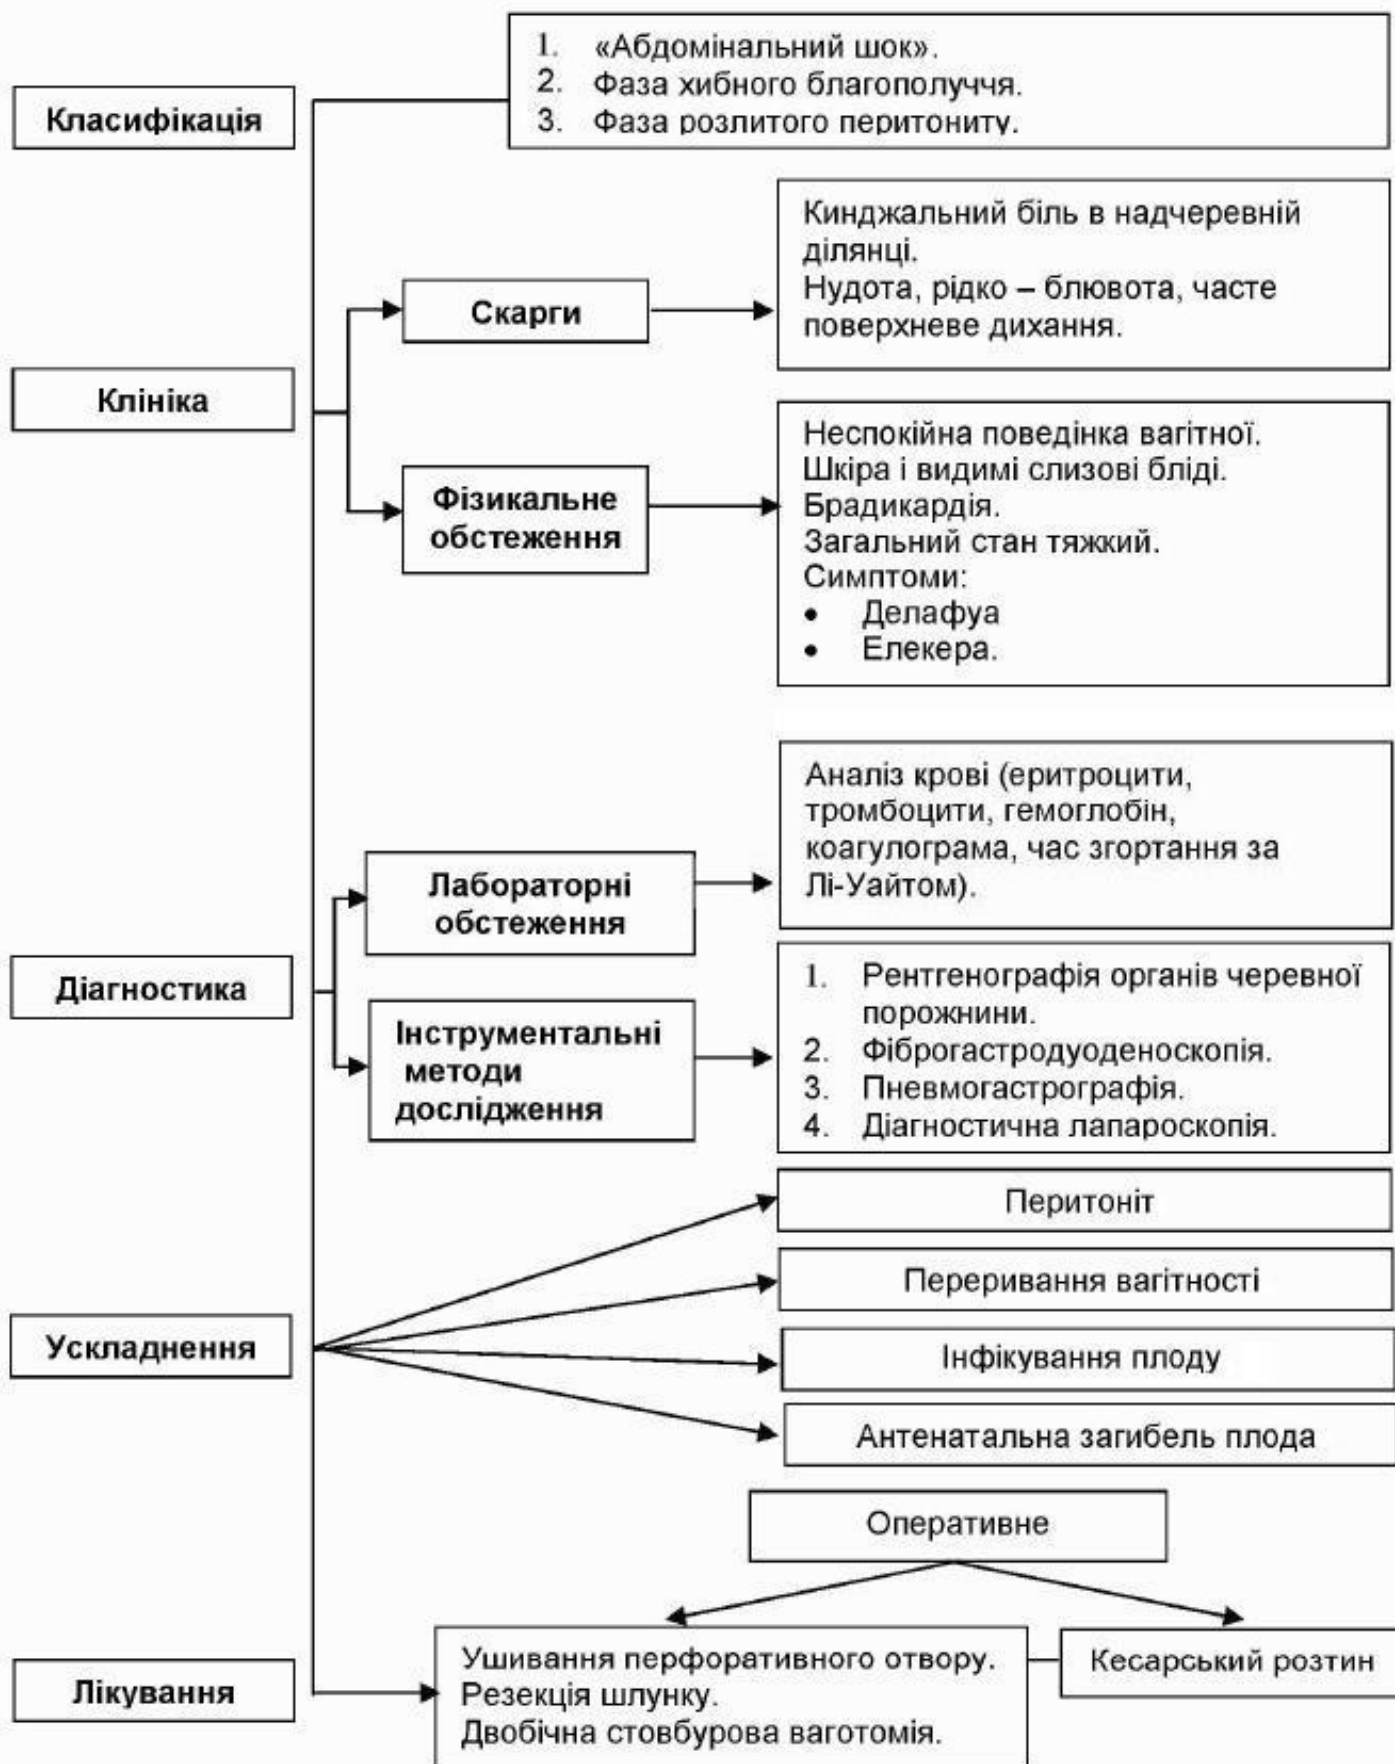 1. «Абдомінальний шок».
2. Фаза хибного благополуччя.
3. Фаза розлитого перитониту.
Класифікація
Кинджальний біль в надчеревній
ділянці.
Нудота, рідко – блювота, часте
поверхневе дихання.
Скарги
Клініка
Неспокійна поведінка вагітної.
Шкіра і видимі слизові бліді.
Брадикардія.
Загальний стан тяжкий.
Симптоми:
• Делафуа
• Елекера.
Фізикальне
обстеження
Аналіз крові (еритроцити,
тромбоцити, гемоглобін,
коагулограма, час згортання за
Лі-Уайтом).
Лабораторні
обстеження
Діагностика
Інструментальні
методи
дослідження
1. Рентгенографія органів черевної
порожнини.
2. Фіброгастродуоденоскопія.
3. Пневмогастрографія.
4. Діагностична лапароскопія.
Перитоніт
Переривання вагітності
Ускладнення
Інфікування плоду
Антенатальна загибель плода
Оперативне
Лікування
Ушивання перфоративного отвору.
Резекція шлунку.
Двобічна стовбурова ваготомія.
Кесарський розтин